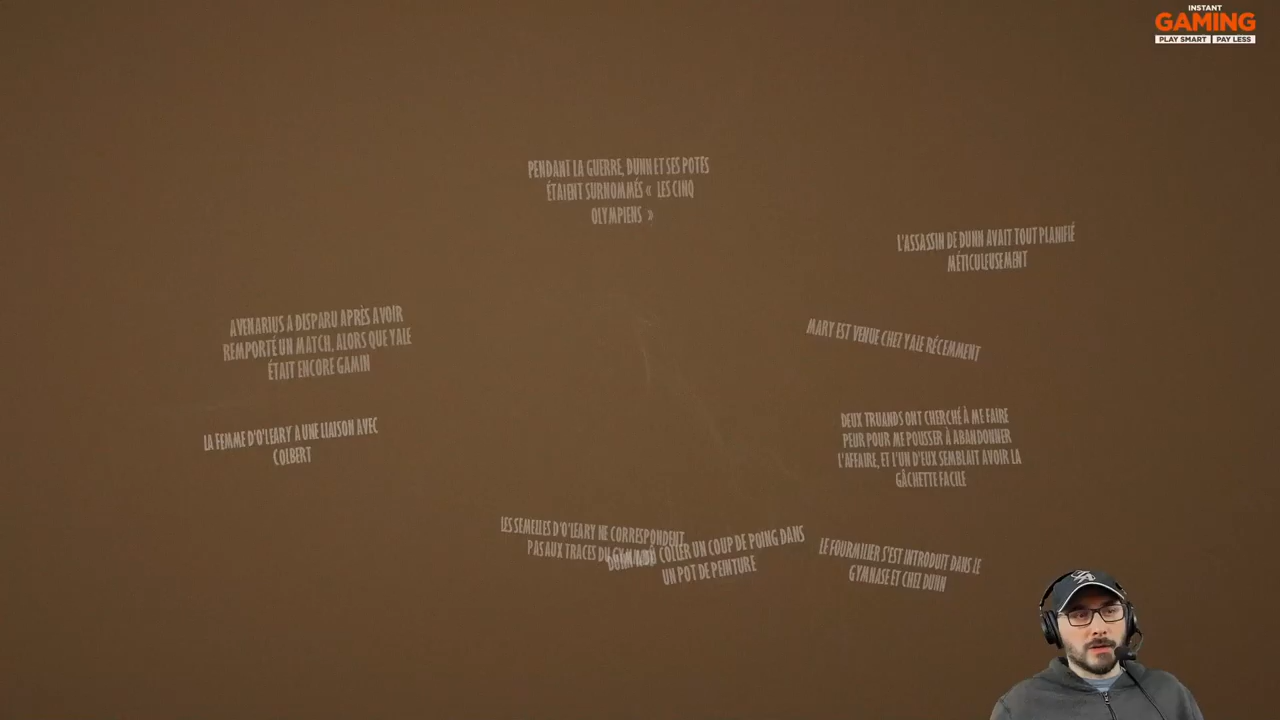 INSTANT
GAMING
PLAY SMART | PAY LESS
PENDANT LA GUERRE, DUNN ET SES POTES
ÉTAIENT SURNOMMÉS « LES CINQ
OLYMPIENS »
L'ASSASSIN DE DUNN AVAIT TOUT PLANIFIÉ
MÉTICULEUSEMENT
AVENARIUS A DISPARU APRÈS AVOIR
REMPORTÉ UN MATCH, ALORS QUE YALE
ÉTAIT ENCORE GAMIN
MARY EST VENUE CHEZ YALE RÉCEMMENT
LA FEMME D'O'LEARY A UNE LIAISON AVEC
COLBERT
DEUX TRUANDS ONT CHERCHÉ À ME FAIRE
PEUR POUR ME POUSSER À ABANDONNER
L'AFFAIRE, ET L'UN D'EUX SEMBLAIT AVOIR LA
GÂCHETTE FACILE
LES SEMELLES D'O'LEARY NE CORRESPONDENT
PAS AUX TRACES DU
COLLER UN COUP DE POING DANS
UN POT DE PEINTURE
LE FOURMILIER S'EST INTRODUIT DANS LE
GYMNASE ET CHEZ DUNN